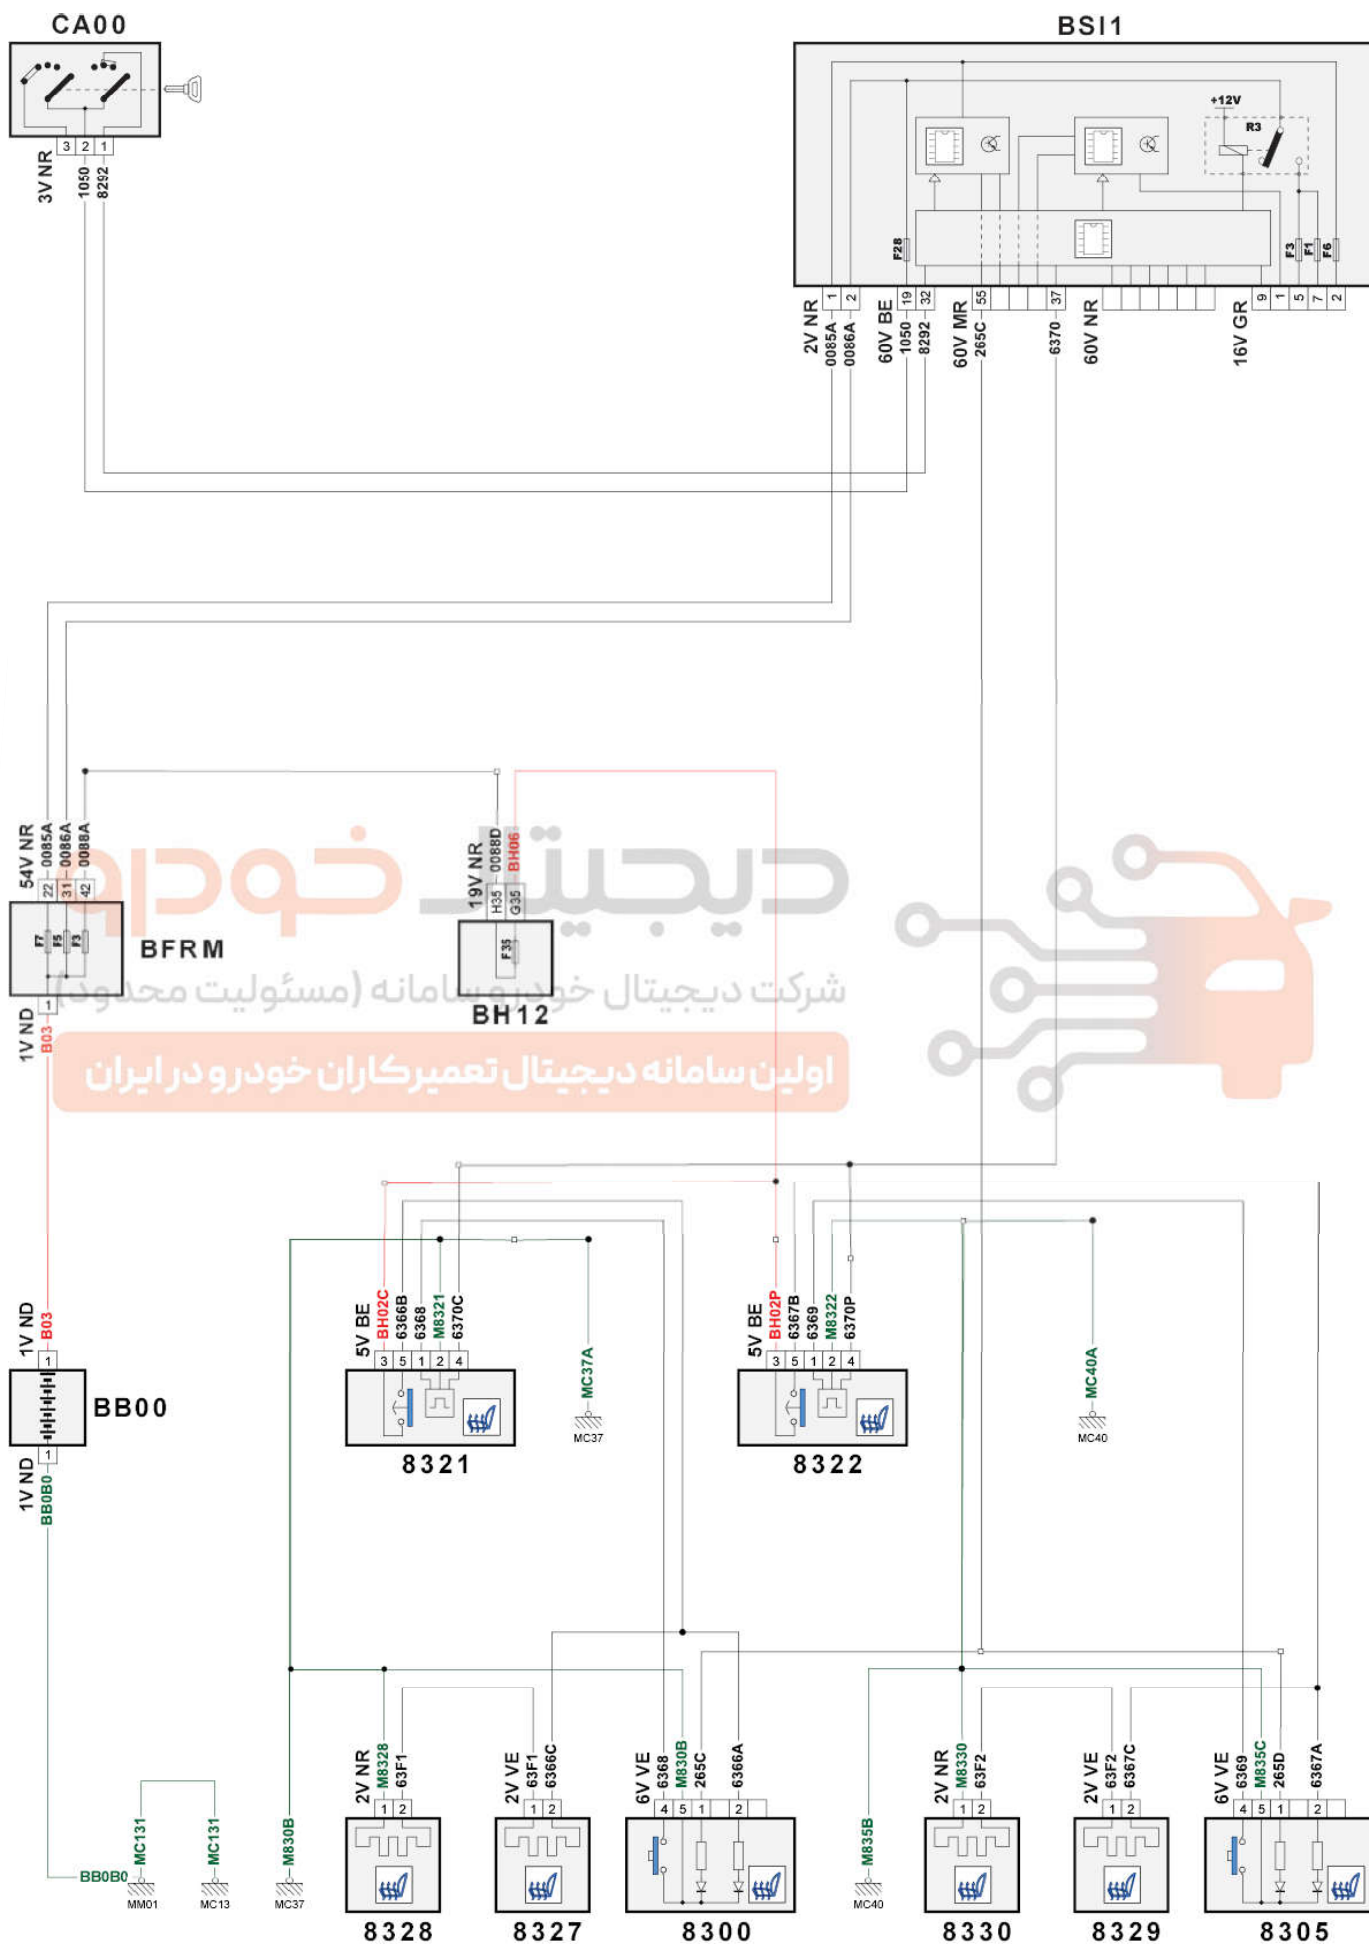 CA00
BSI1
+12V
R3
F28
F3
F1
F6
3
2
1
3V NR
1050
8292
1
2
19
32
55
37
9
1
5
7
2
2V NR
0085A
0086A
60V BE
1050
8292
60V MR
265C
6370
60V NR
16V GR
54V NR
0085A
0086A
0088A
22
31
42
F7
F5
F3
BFRM
1
1V ND
B03
19V NR
0088D
BH06
H35
G35
F35
BH12
دیجیتال خودرو
شرکت دیجیتال خودرو سامانه (مسئولیت محدود)
اولین سامانه دیجیتال تعمیرکاران خودرو در ایران
1V ND
B03
1
BB00
1
1V ND
BB0B0
5V BE
BH02C
6366B
6368
M8321
6370C
3
5
1
2
4
8321
MC37A
MC37
5V BE
BH02P
6367B
6369
M8322
6370P
3
5
1
2
4
8322
MC40A
MC40
BB0B0
MC131
MM01
MC131
MC13
M830B
MC37
2V NR
M8328
63F1
1
2
8328
2V VE
63F1
6366C
1
2
8327
6V VE
6368
M830B
265C
6366A
4
5
1
2
8300
M835B
MC40
2V NR
M8330
63F2
1
2
8330
2V VE
63F2
6367C
1
2
8329
6V VE
6369
M835C
265D
6367A
4
5
1
2
8305